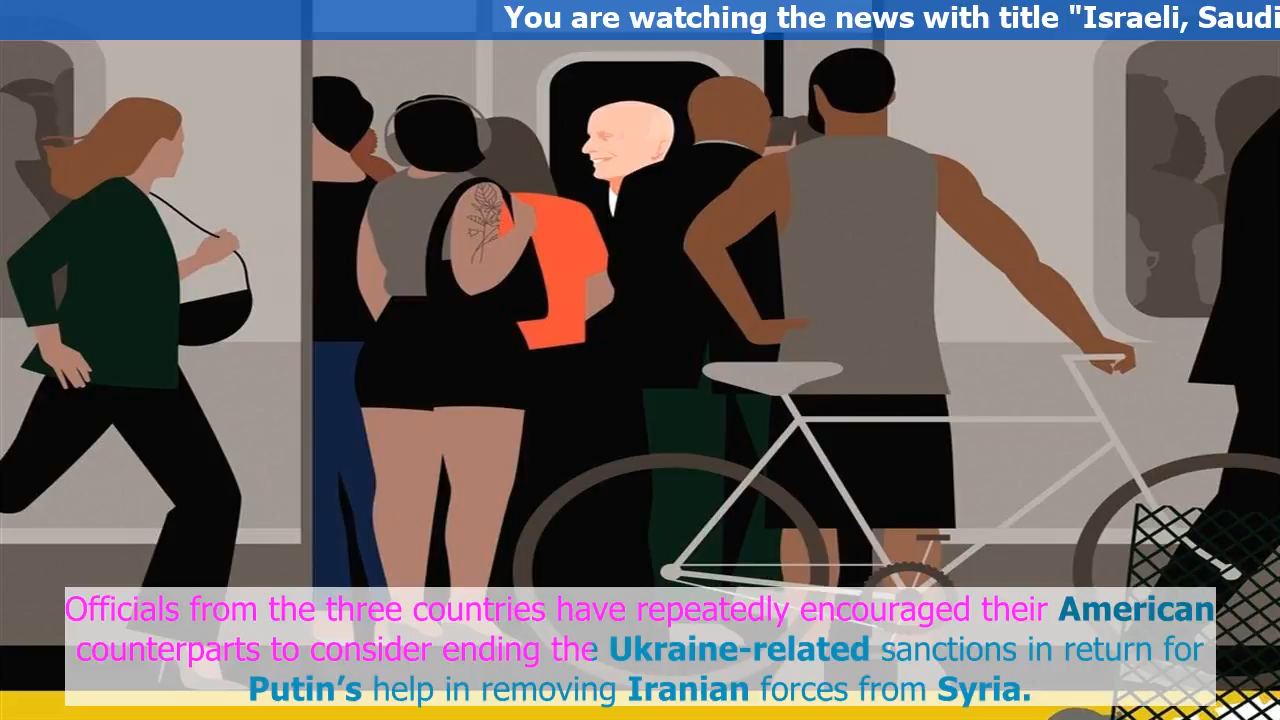 You are watching the news with title "Israeli, Saudi
Officials from the three countries have repeatedly encouraged their American
counterparts to consider ending the Ukraine-related sanctions in return for
Putin’s help in removing Iranian forces from Syria.